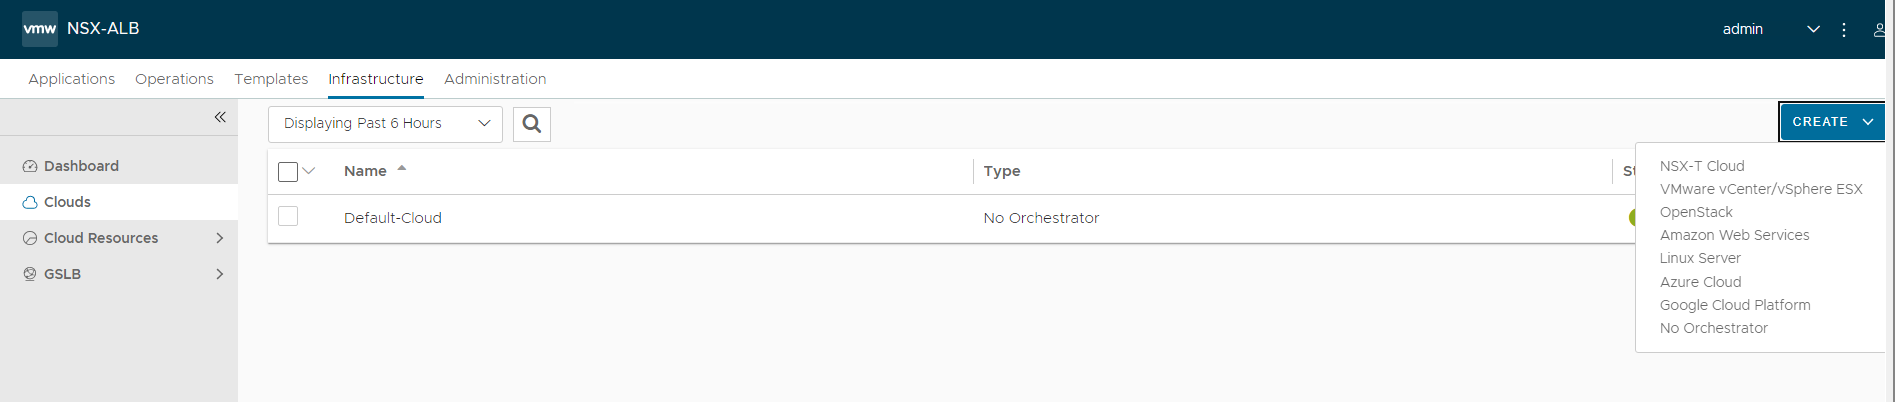 vmw NSX-ALB admin
Applications Operations Templates Infrastructure Administration
Displaying Past 6 Hours
CREATE
Dashboard
Clouds
Cloud Resources
GSLB
Name Type
Default-Cloud No Orchestrator
NSX-T Cloud
VMware vCenter/vSphere ESX
OpenStack
Amazon Web Services
Linux Server
Azure Cloud
Google Cloud Platform
No Orchestrator